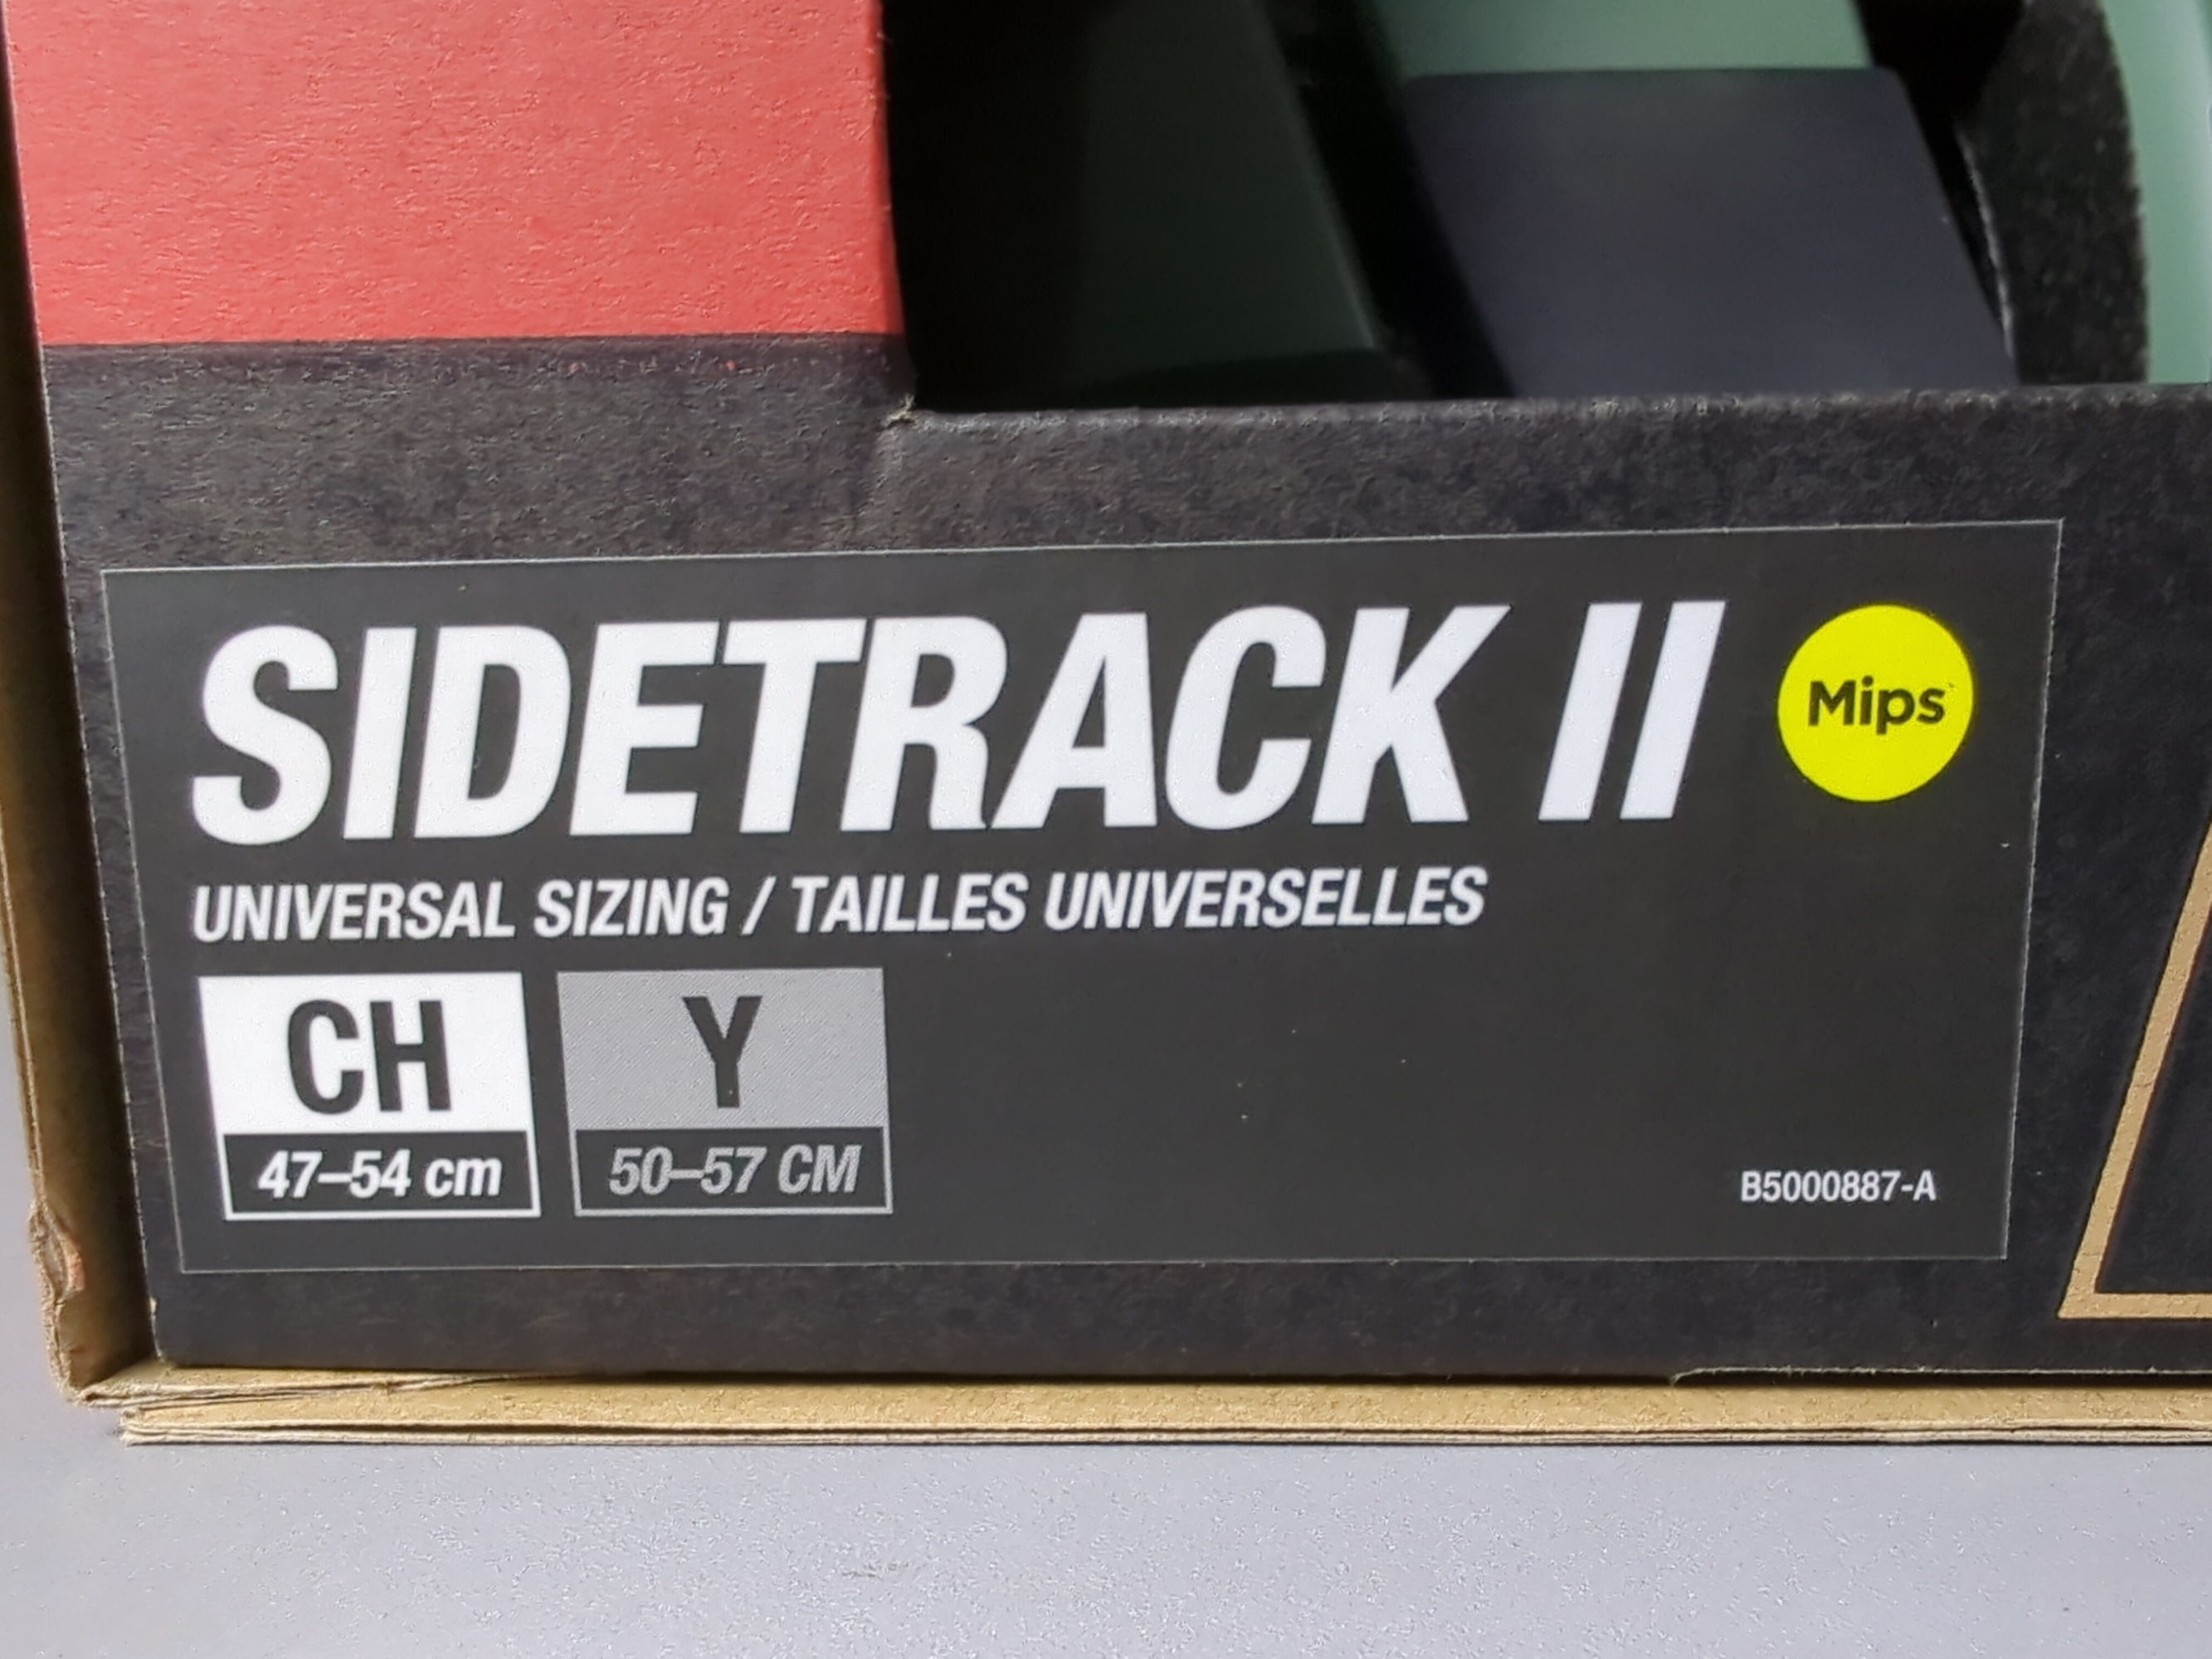 SIDETRACK II
Mips
UNIVERSAL SIZING / TAILLES UNIVERSELLES
CH
47–54 cm
Y
50–57 CM
B5000887-A